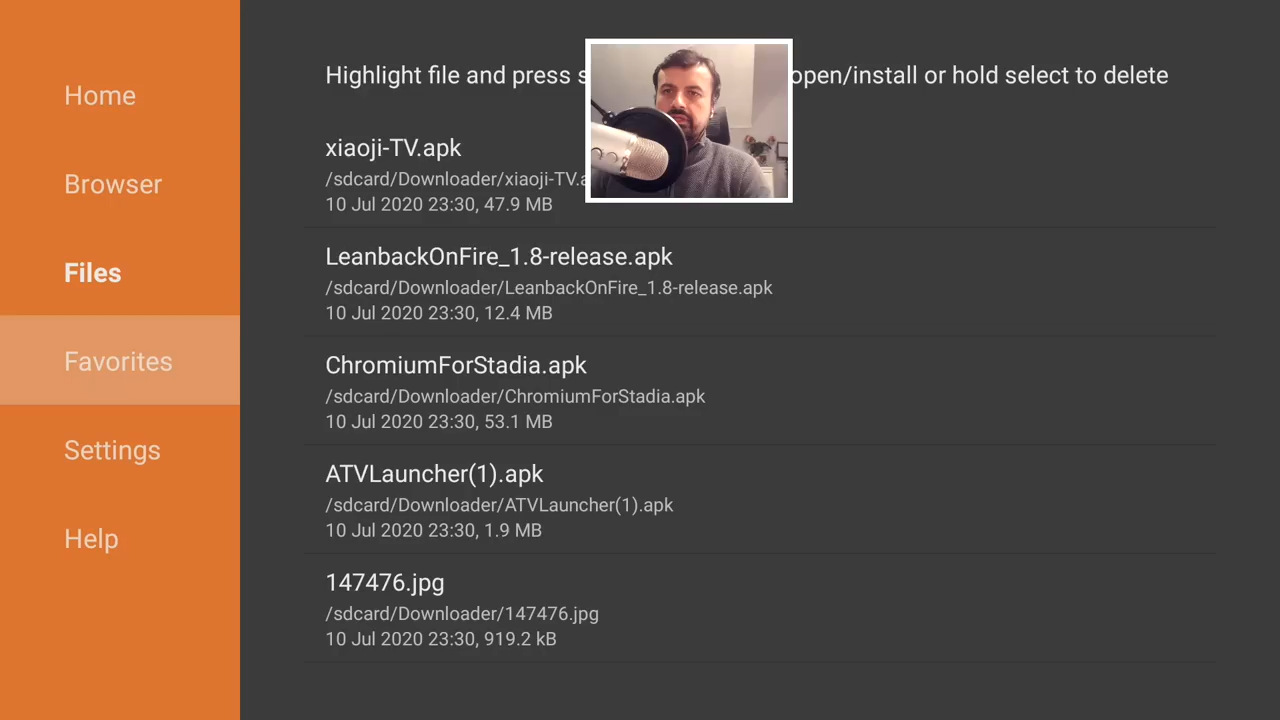 Home
Browser
Files
Favorites
Settings
Help
Highlight file and press open/install or hold select to delete
xiaoji-TV.apk
/sdcard/Downloader/xiaoji-TV.a
10 Jul 2020 23:30, 47.9 MB
LeanbackOnFire_1.8-release.apk
/sdcard/Downloader/LeanbackOnFire_1.8-release.apk
10 Jul 2020 23:30, 12.4 MB
ChromiumForStadia.apk
/sdcard/Downloader/ChromiumForStadia.apk
10 Jul 2020 23:30, 53.1 MB
ATVLauncher(1).apk
/sdcard/Downloader/ATVLauncher(1).apk
10 Jul 2020 23:30, 1.9 MB
147476.jpg
/sdcard/Downloader/147476.jpg
10 Jul 2020 23:30, 919.2 kB